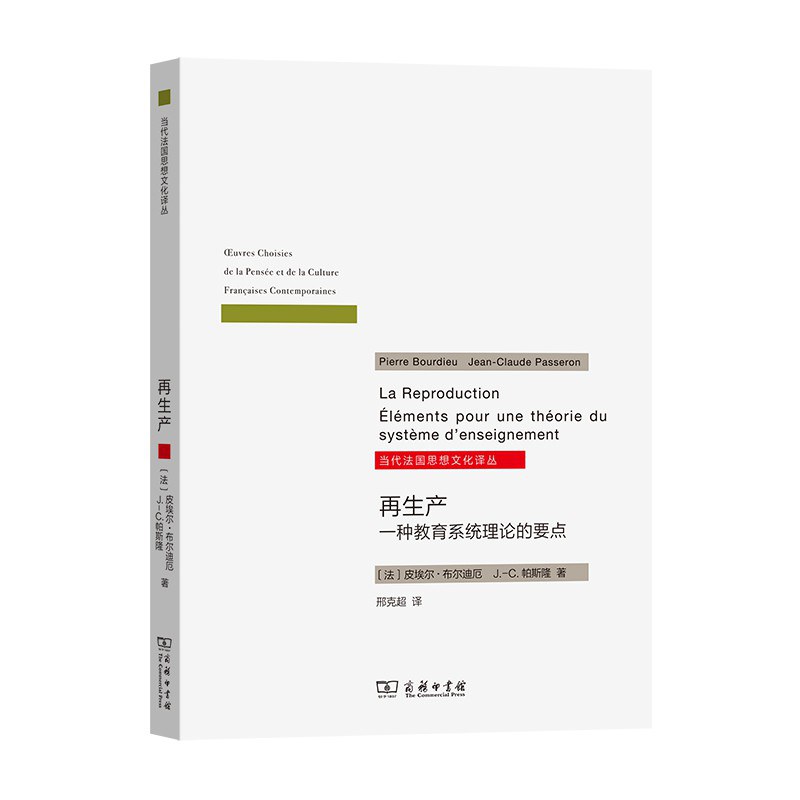 当代法国思想文化译丛
再生产
〔法〕皮埃尔·布尔迪厄
J.-C.帕斯隆 著
商务印书馆
The Commercial Press
Œuvres Choisies
de la Pensée et de la Culture
Françaises Contemporaines
Pierre Bourdieu Jean-Claude Passeron
La Reproduction
Éléments pour une théorie du
système d'enseignement
当代法国思想文化译丛
再生产
一种教育系统理论的要点
〔法〕皮埃尔·布尔迪厄 J.-C.帕斯隆 著
邢克超 译
商务印书馆
The Commercial Press